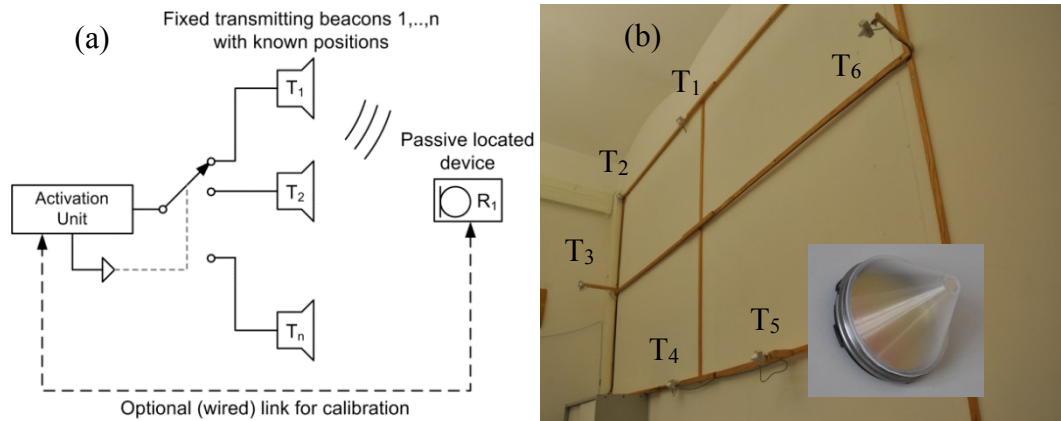 (a)
Fixed transmitting beacons 1,..,n
with known positions
T1
Passive located
device
Activation
Unit
T2
R1
Tn
Optional (wired) link for calibration
(b)
T6
T1
T2
T3
T5
T4